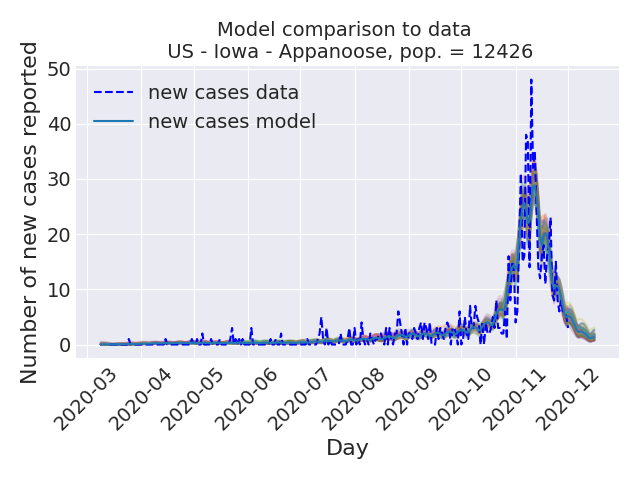 Model comparison to data
US - Iowa - Appanoose, pop. = 12426
Number of new cases reported
50
40
30
20
10
0
new cases data
new cases model
2020-03
2020-04
2020-05
2020-06
2020-07
2020-08
2020-09
2020-10
2020-11
2020-12
Day